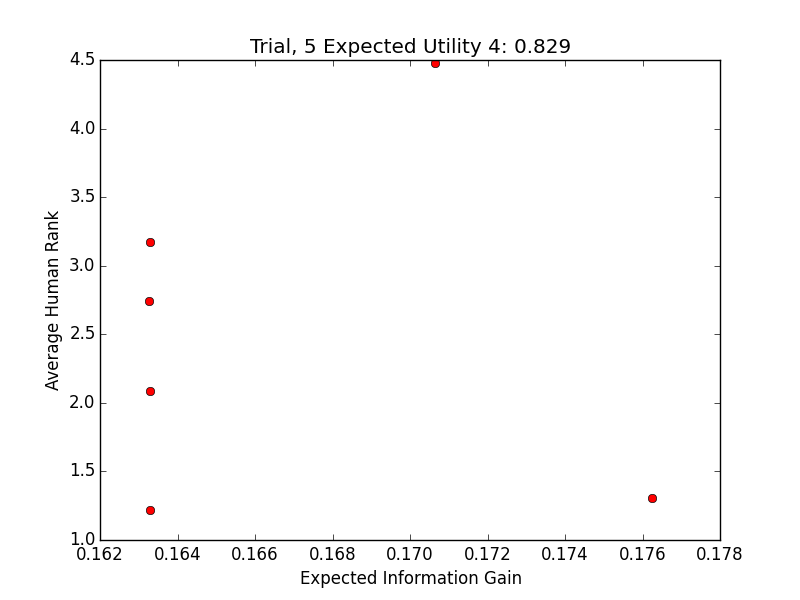 Trial, 5 Expected Utility 4: 0.829
4.5
4.0
3.5
3.0
2.5
2.0
1.5
1.0
Average Human Rank
0.162 0.164 0.166 0.168 0.170 0.172 0.174 0.176 0.178
Expected Information Gain